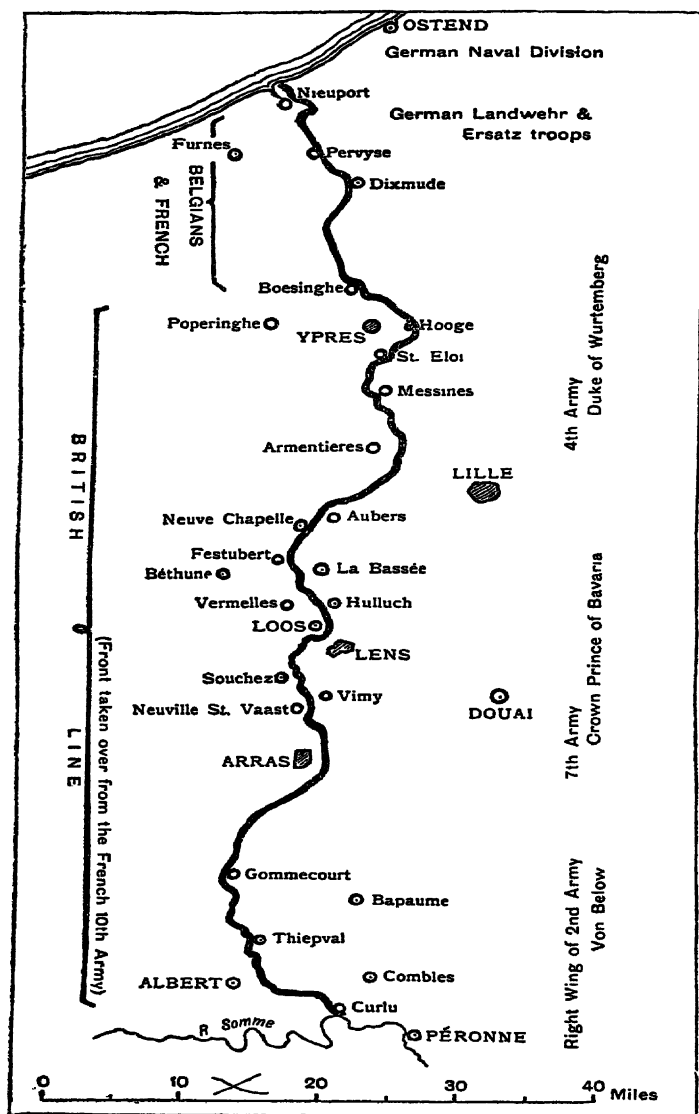 OSTEND
German Naval Division
Nieuport
German Landwehr &
Ersatz troops
Furnes
Pervyse
BELGIANS
& FRENCH
Dixmude
Boesinghe
Poperinghe
YPRES
Hooge
St. Eloi
4th Army
Duke of Wurtemberg
Messines
Armentieres
LILLE
BRITISH
LINE
Neuve Chapelle
Aubers
Festubert
Béthune
La Bassée
Vermelles
Hulluch
LOOS
LENS
(Front taken over from the French 10th Army)
Souchez
Vimy
7th Army
Crown Prince of Bavaria
Neuville St. Vaast
DOUAI
ARRAS
Gommecourt
Bapaume
Thiepval
Right Wing of 2nd Army
Von Below
ALBERT
Combles
Curlu
R Somme
PÉRONNE
0 10 20 30 40 Miles